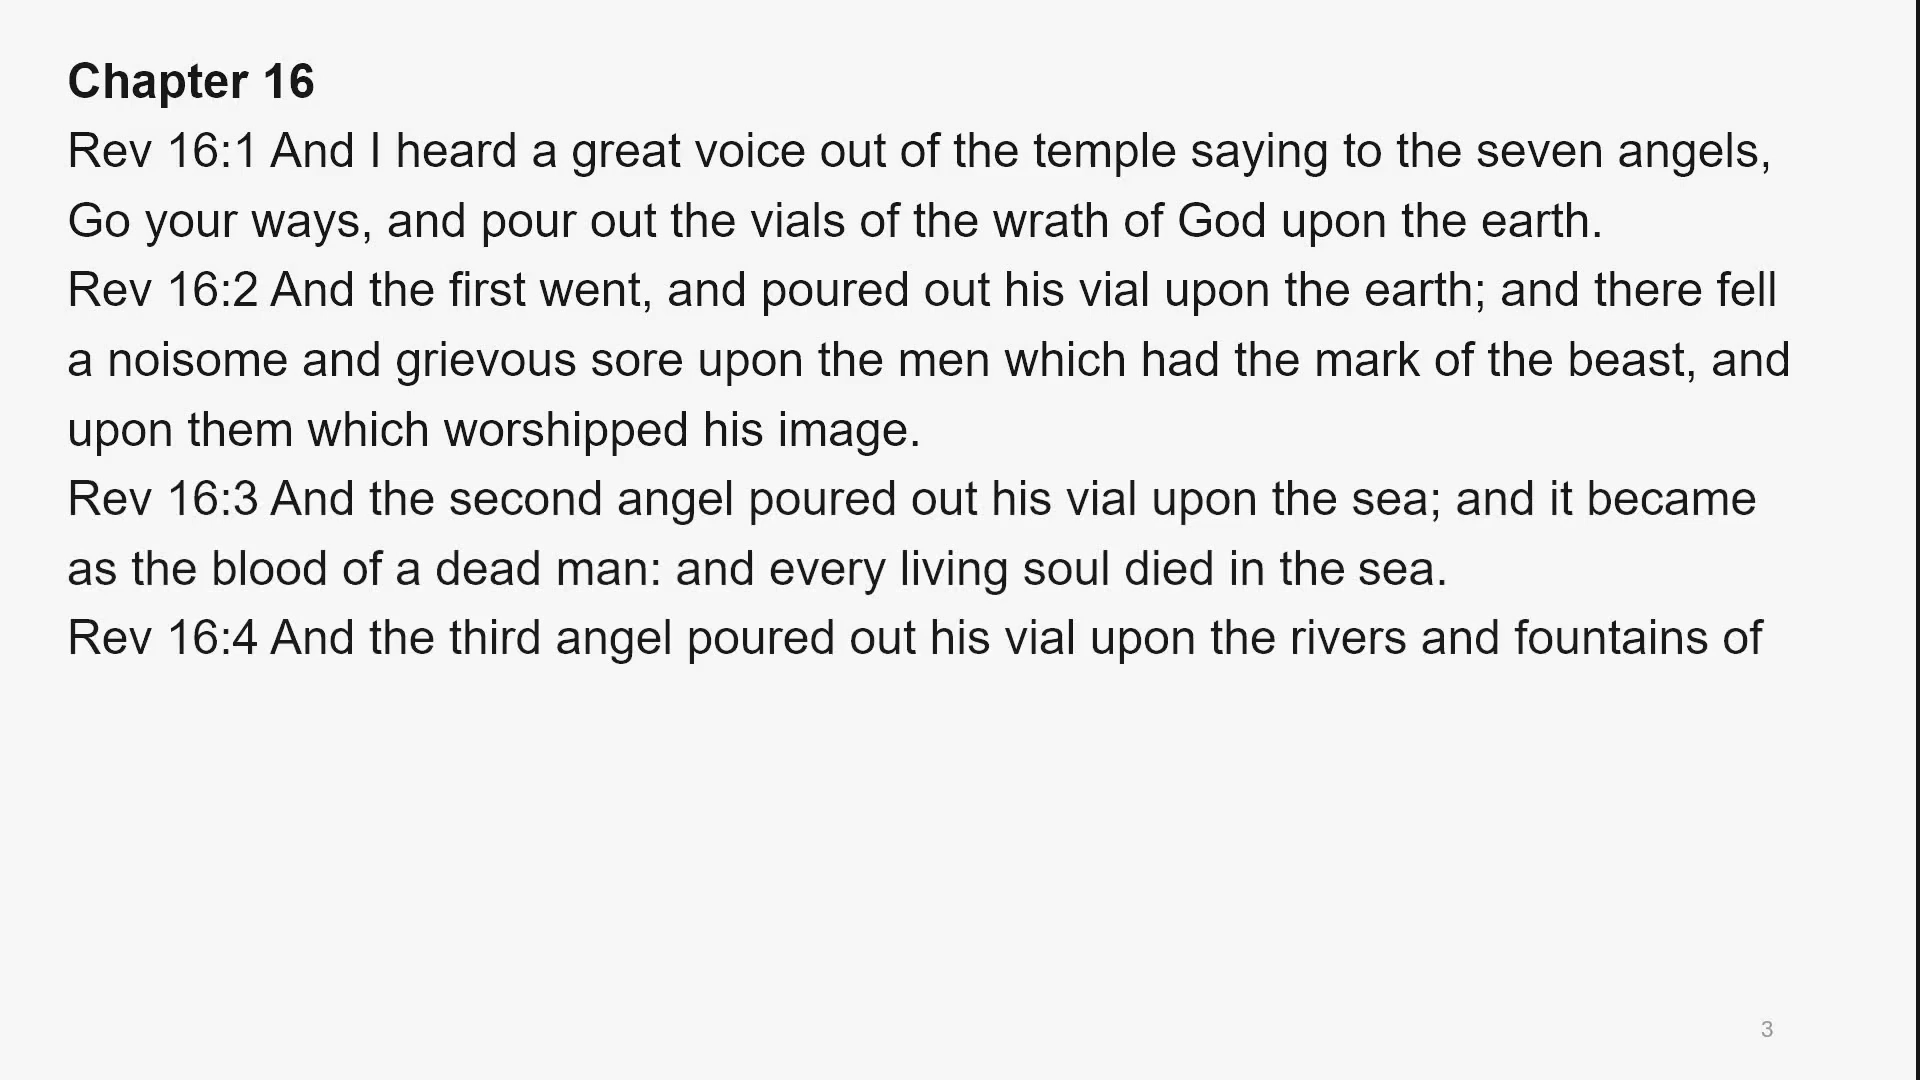 Chapter 16
Rev 16:1 And I heard a great voice out of the temple saying to the seven angels,
Go your ways, and pour out the vials of the wrath of God upon the earth.
Rev 16:2 And the first went, and poured out his vial upon the earth; and there fell
a noisome and grievous sore upon the men which had the mark of the beast, and
upon them which worshipped his image.
Rev 16:3 And the second angel poured out his vial upon the sea; and it became
as the blood of a dead man: and every living soul died in the sea.
Rev 16:4 And the third angel poured out his vial upon the rivers and fountains of
3